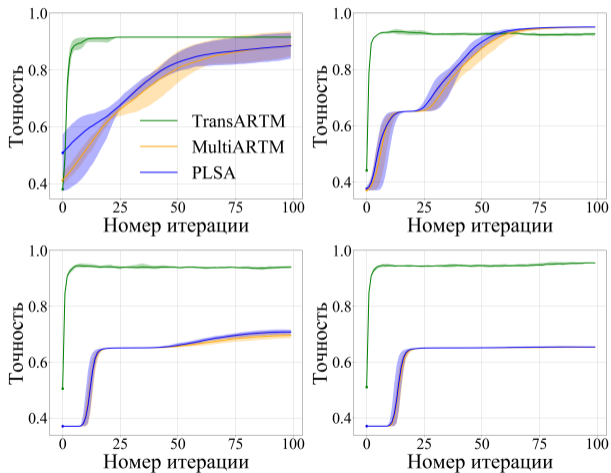 1.0
0.8
0.6
0.4
Точность
TransARTM
MultiARTM
PLSA
0 25 50 75 100
Номер итерации
1.0
0.8
0.6
0.4
Точность
0 25 50 75 100
Номер итерации
1.0
0.8
0.6
0.4
Точность
0 25 50 75 100
Номер итерации
1.0
0.8
0.6
0.4
Точность
0 25 50 75 100
Номер итерации